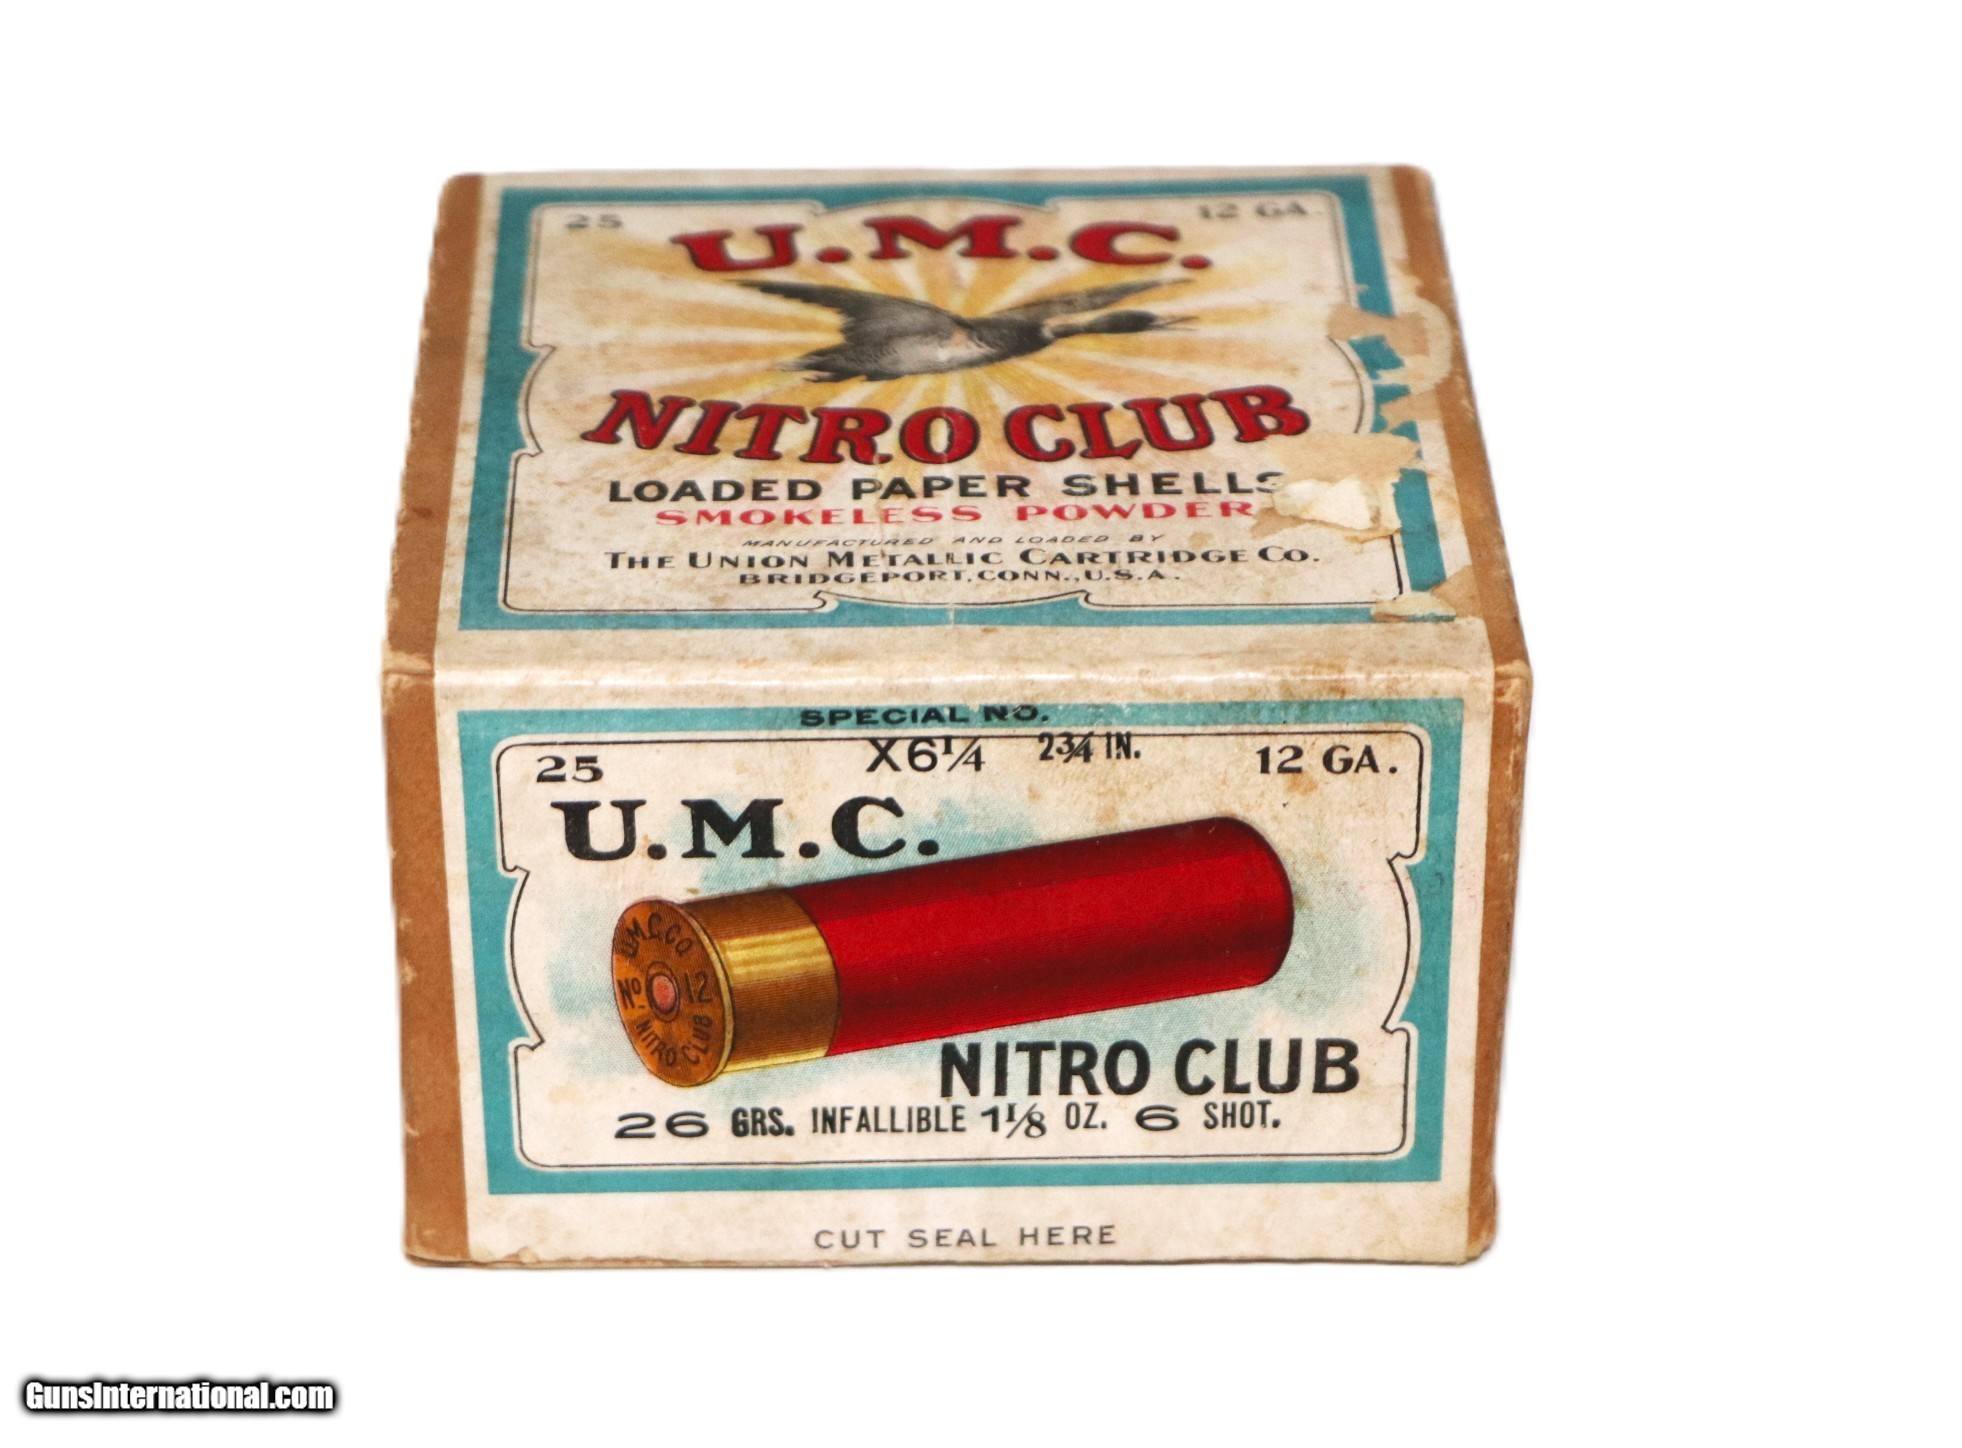 25 12 GA.
U.M.C.
NITRO CLUB
LOADED PAPER SHELLS
SMOKELESS POWDER
MANUFACTURED AND LOADED BY
THE UNION METALLIC CARTRIDGE CO.
BRIDGEPORT, CONN., U.S.A.
SPECIAL NO.
25 X6¼ 2¾ IN. 12 GA.
U.M.C.
U.M.C.CO
No. 12
NITRO CLUB
NITRO CLUB
26 GRS. INFALLIBLE 1⅛ OZ. 6 SHOT.
CUT SEAL HERE
GunsInternational.com